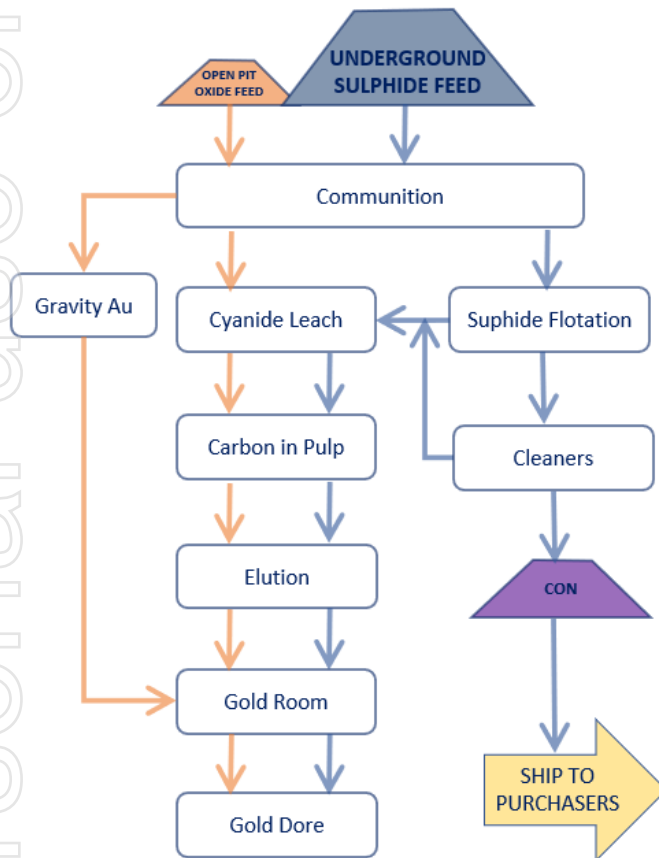 OPEN PIT
OXIDE FEED
UNDERGROUND
SULPHIDE FEED
Communition
Gravity Au
Cyanide Leach
Suphide Flotation
Carbon in Pulp
Cleaners
Elution
CON
Gold Room
SHIP TO
PURCHASERS
Gold Dore